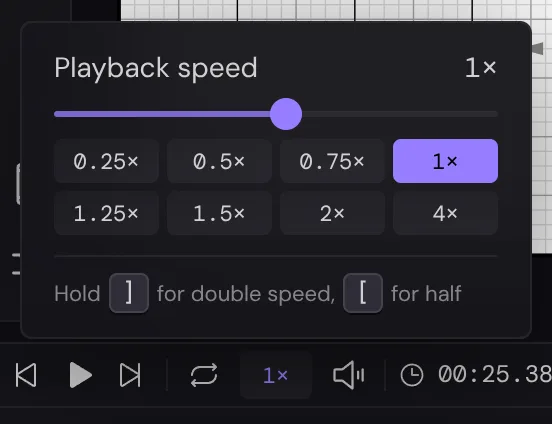 Playback speed 1×
0.25× 0.5× 0.75× 1×
1.25× 1.5× 2× 4×
Hold ] for double speed, [ for half
1× 00:25.38